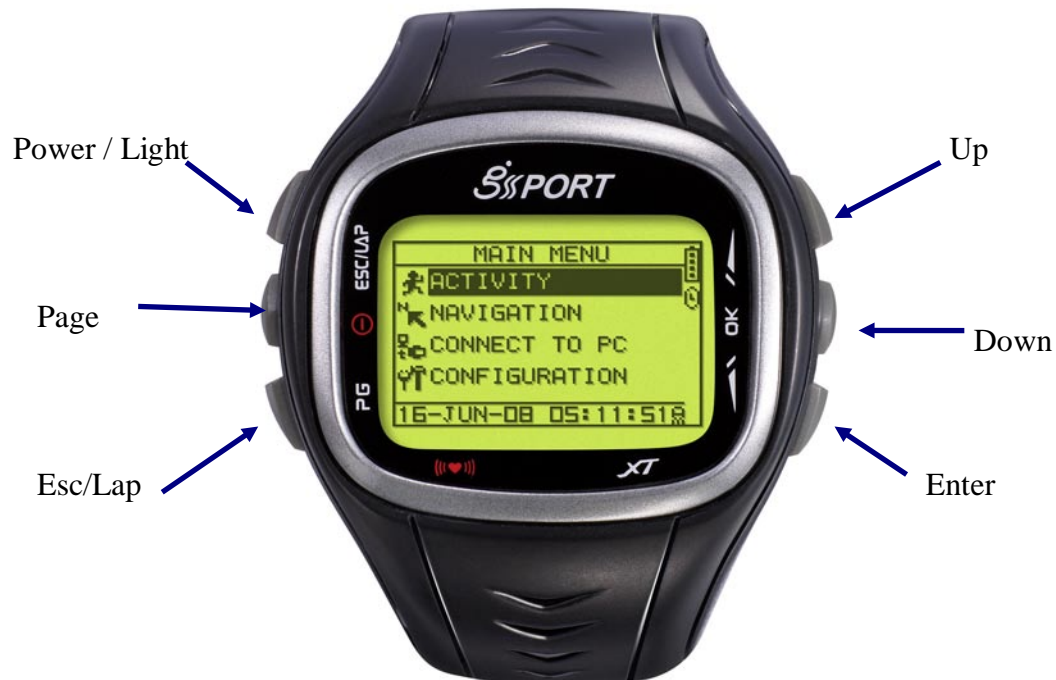 Power / Light
Page
Esc/Lap
Up
Down
Enter
SPORT
ESC/LAP
PG
OK
MAIN MENU
ACTIVITY
N NAVIGATION
CONNECT TO PC
CONFIGURATION
16-JUN-08 05:11:51
XT